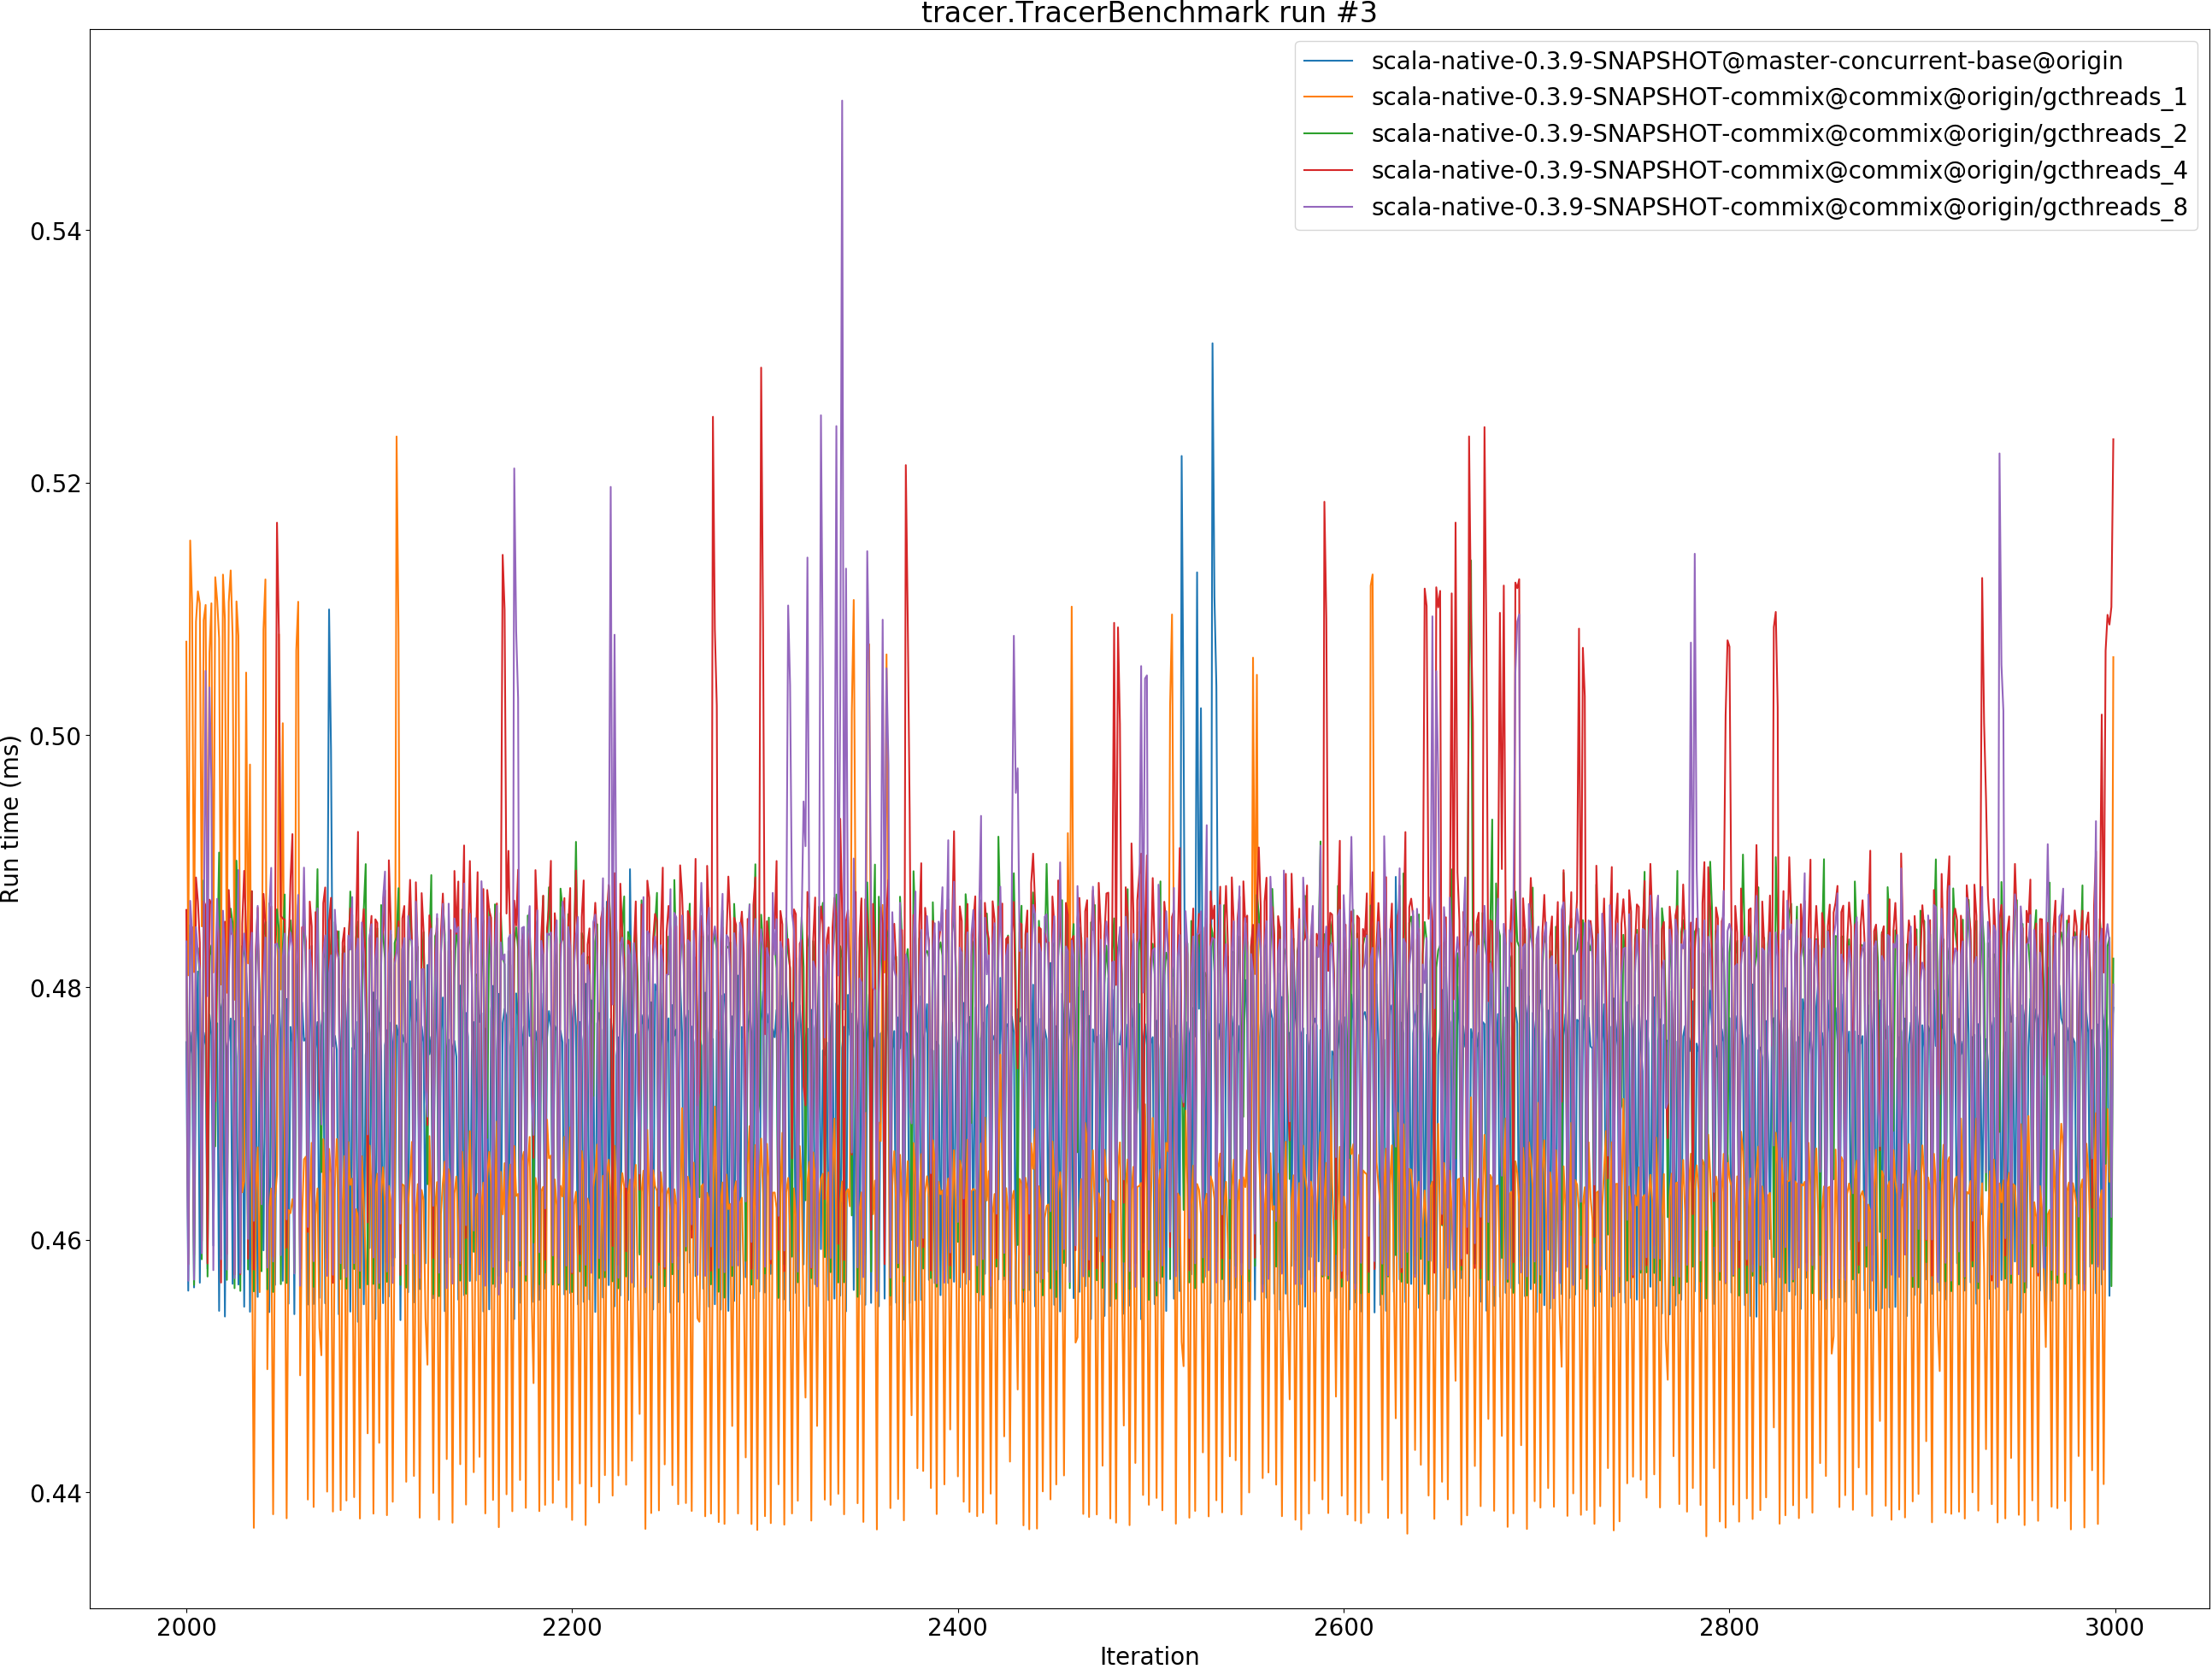 tracer.TracerBenchmark run #3
scala-native-0.3.9-SNAPSHOT@master-concurrent-base@origin
scala-native-0.3.9-SNAPSHOT-commix@commix@origin/gcthreads_1
scala-native-0.3.9-SNAPSHOT-commix@commix@origin/gcthreads_2
scala-native-0.3.9-SNAPSHOT-commix@commix@origin/gcthreads_4
scala-native-0.3.9-SNAPSHOT-commix@commix@origin/gcthreads_8
Run time (ms)
0.54
0.52
0.50
0.48
0.46
0.44
2000 2200 2400 2600 2800 3000
Iteration